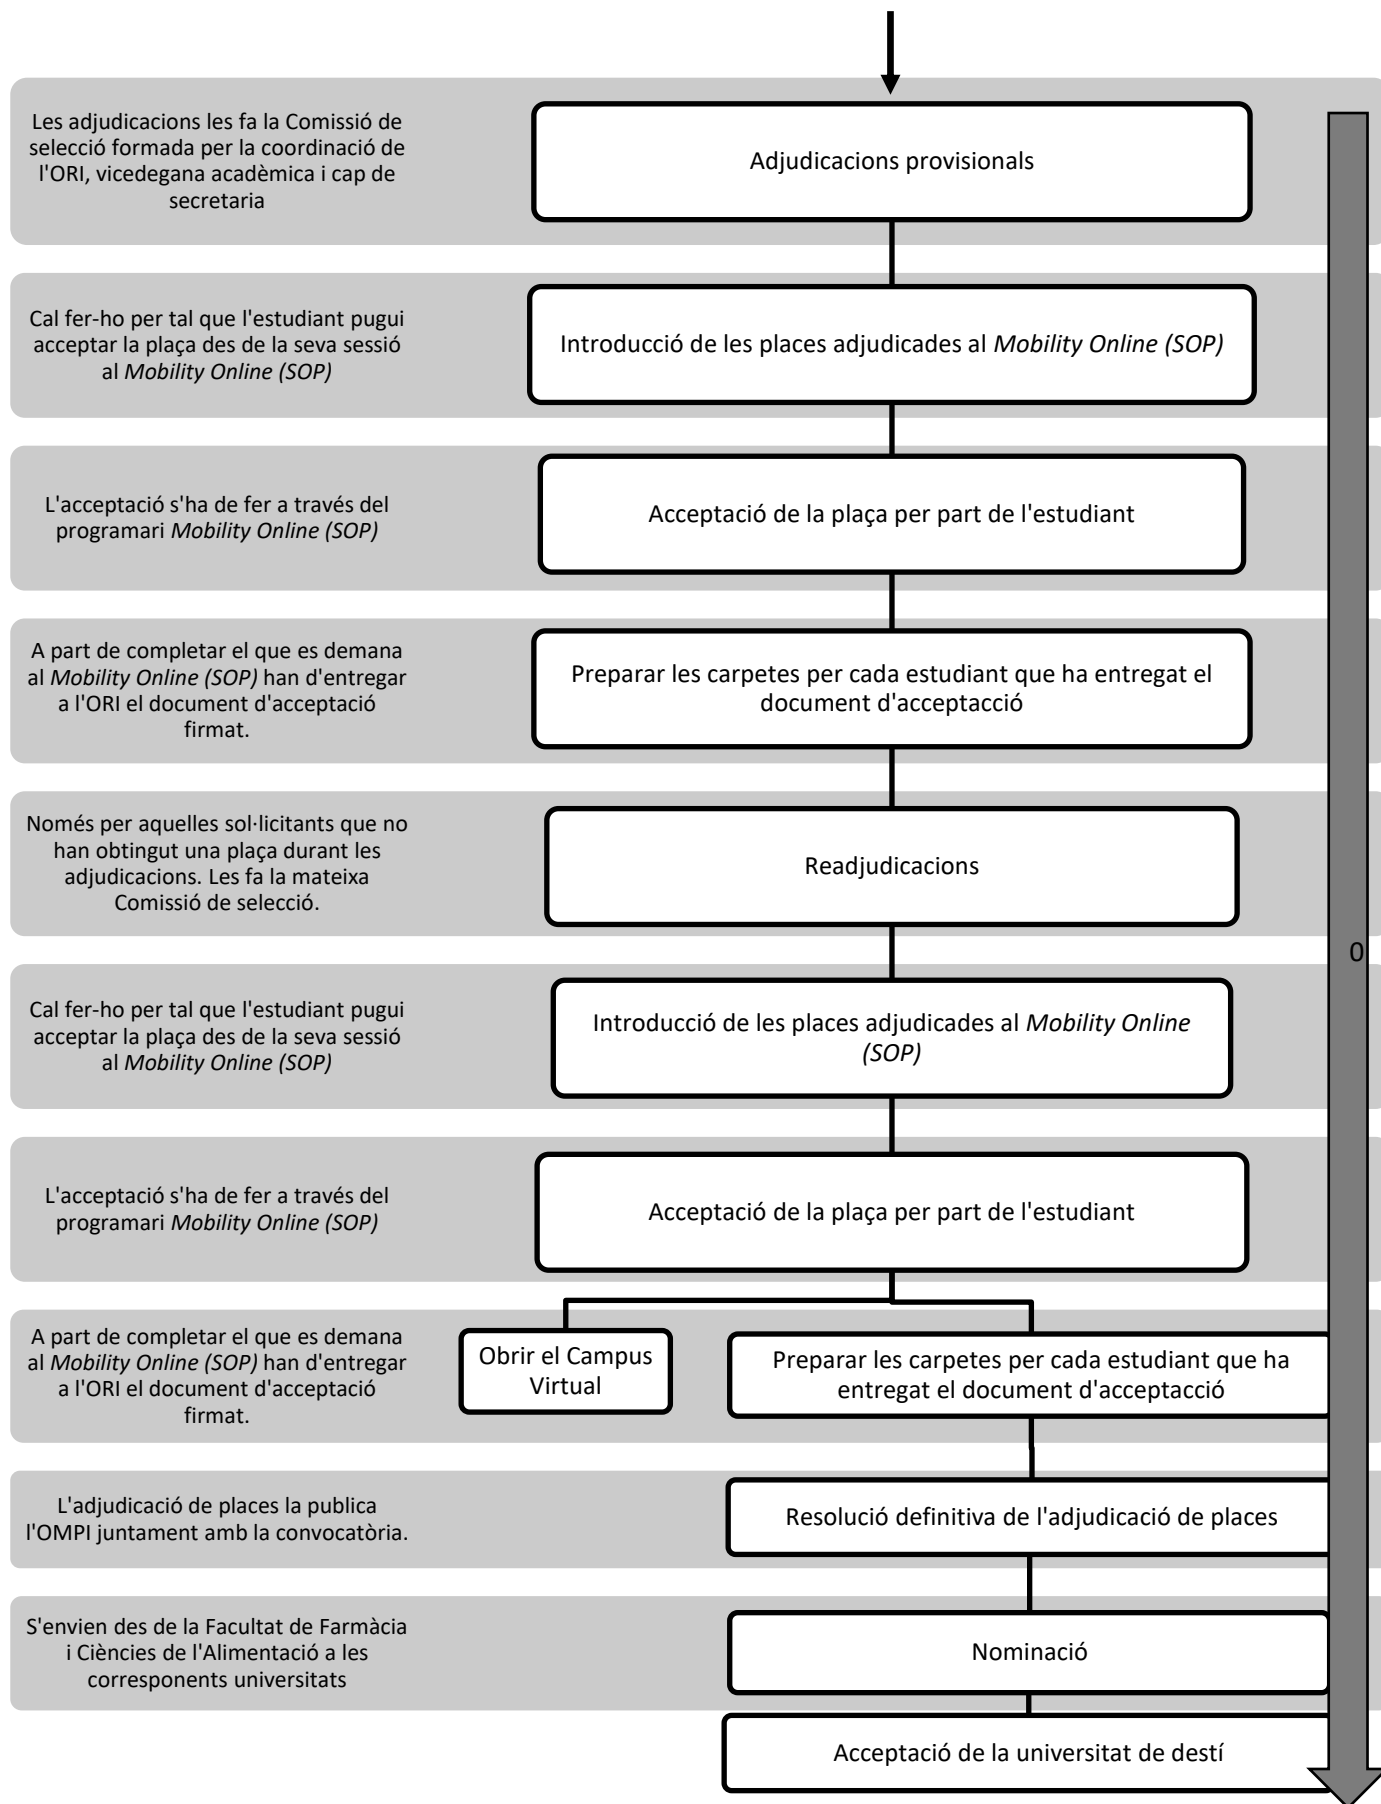 Les adjudicacions les fa la Comissió de
selecció formada per la coordinació de
l'ORI, vicedegana acadèmica i cap de
secretaria
Adjudicacions provisionals
Cal fer-ho per tal que l'estudiant pugui
acceptar la plaça des de la seva sessió
al Mobility Online (SOP)
Introducció de les places adjudicades al Mobility Online (SOP)
L'acceptació s'ha de fer a través del
programari Mobility Online (SOP)
Acceptació de la plaça per part de l'estudiant
A part de completar el que es demana
al Mobility Online (SOP) han d'entregar
a l'ORI el document d'acceptació
firmat.
Preparar les carpetes per cada estudiant que ha entregat el
document d'acceptacció
Només per aquelles sol·licitants que no
han obtingut una plaça durant les
adjudicacions. Les fa la mateixa
Comissió de selecció.
Readjudicacions
0
Cal fer-ho per tal que l'estudiant pugui
acceptar la plaça des de la seva sessió
al Mobility Online (SOP)
Introducció de les places adjudicades al Mobility Online
(SOP)
L'acceptació s'ha de fer a través del
programari Mobility Online (SOP)
Acceptació de la plaça per part de l'estudiant
A part de completar el que es demana
al Mobility Online (SOP) han d'entregar
a l'ORI el document d'acceptació
firmat.
Obrir el Campus
Virtual
Preparar les carpetes per cada estudiant que ha
entregat el document d'acceptacció
L'adjudicació de places la publica
l'OMPI juntament amb la convocatòria.
Resolució definitiva de l'adjudicació de places
S'envien des de la Facultat de Farmàcia
i Ciències de l'Alimentació a les
corresponents universitats
Nominació
Acceptació de la universitat de destí